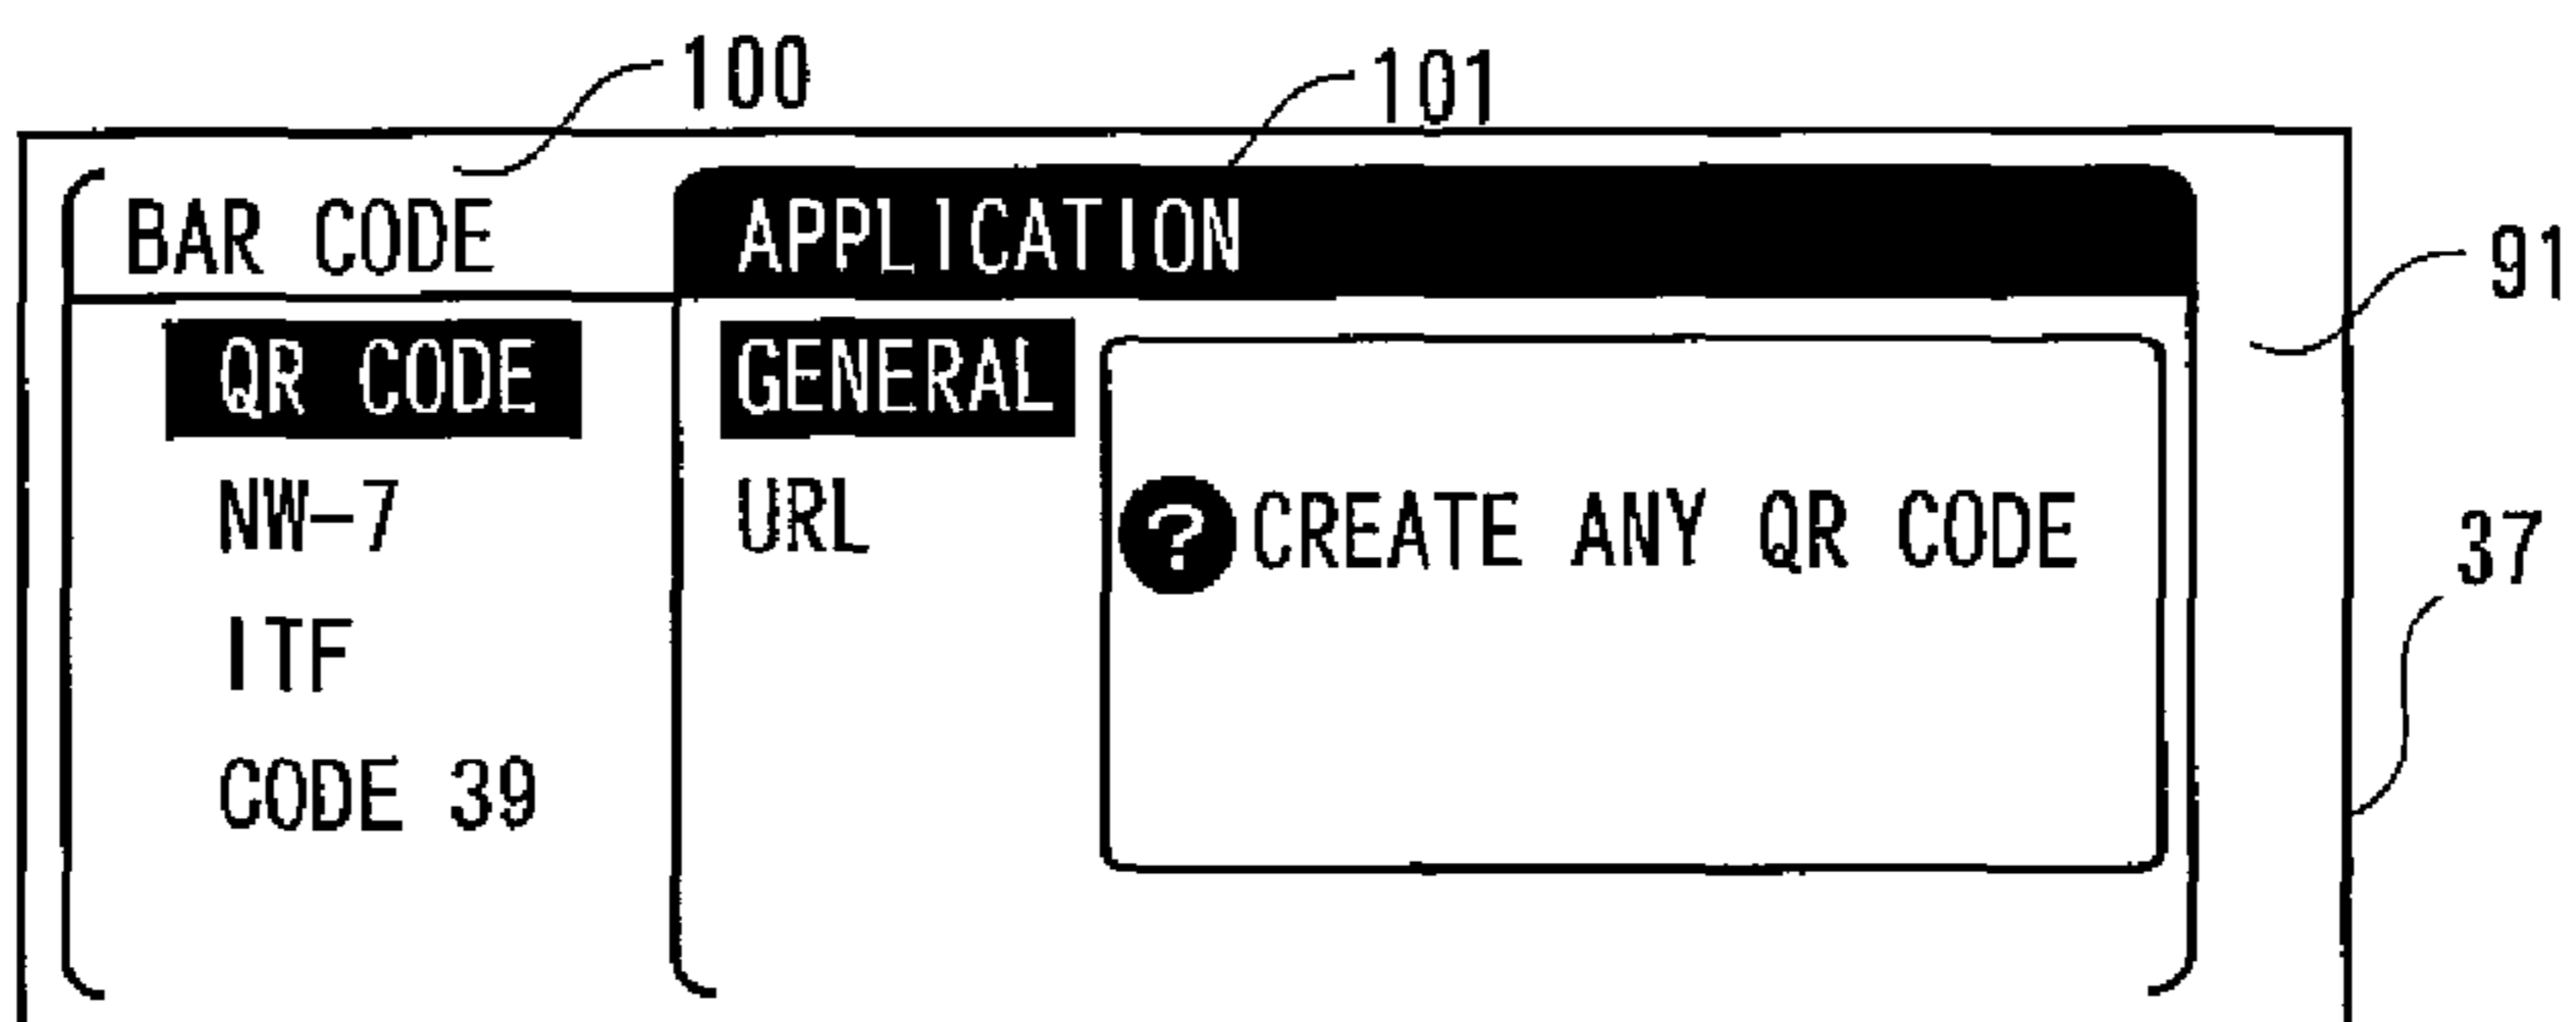 100
101
BAR CODE APPLICATION
91
QR CODE GENERAL
NW-7 URL ? CREATE ANY QR CODE
37
ITF
CODE 39